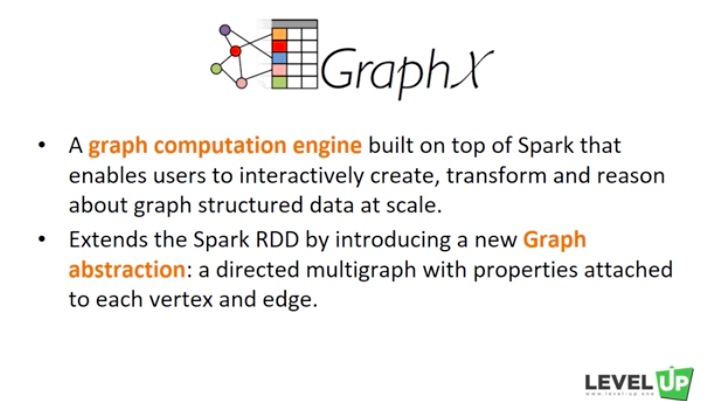 GraphX
• A graph computation engine built on top of Spark that
enables users to interactively create, transform and reason
about graph structured data at scale.
• Extends the Spark RDD by introducing a new Graph
abstraction: a directed multigraph with properties attached
to each vertex and edge.
LEVEL UP
www.level-up.one